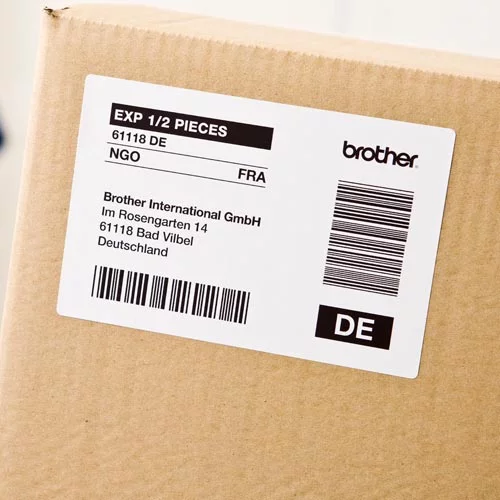 EXP 1/2 PIECES
61118 DE
NGO FRA
brother
Brother International GmbH
Im Rosengarten 14
61118 Bad Vilbel
Deutschland
DE